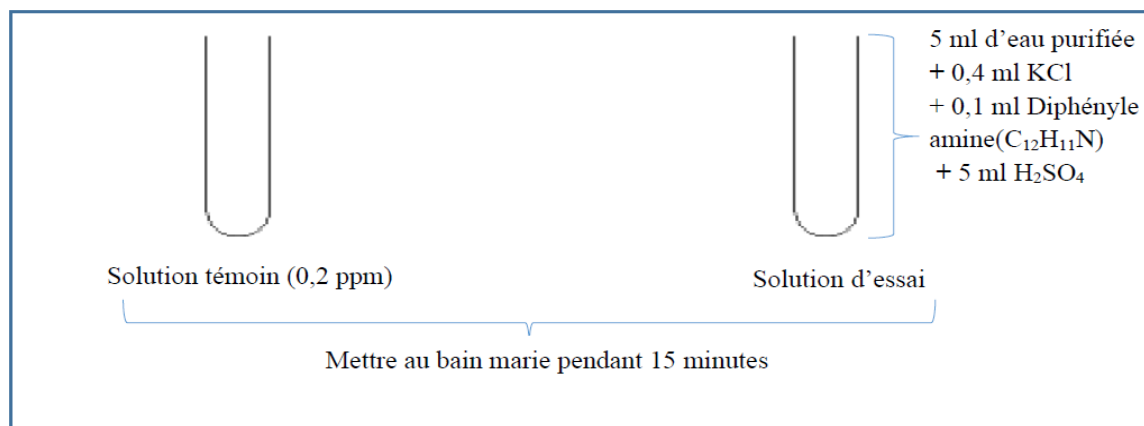 5 ml d’eau purifiée
+ 0,4 ml KCl
+ 0,1 ml Diphényle
amine(C₁₂H₁₁N)
+ 5 ml H₂SO₄
Solution témoin (0,2 ppm)
Solution d’essai
Mettre au bain marie pendant 15 minutes